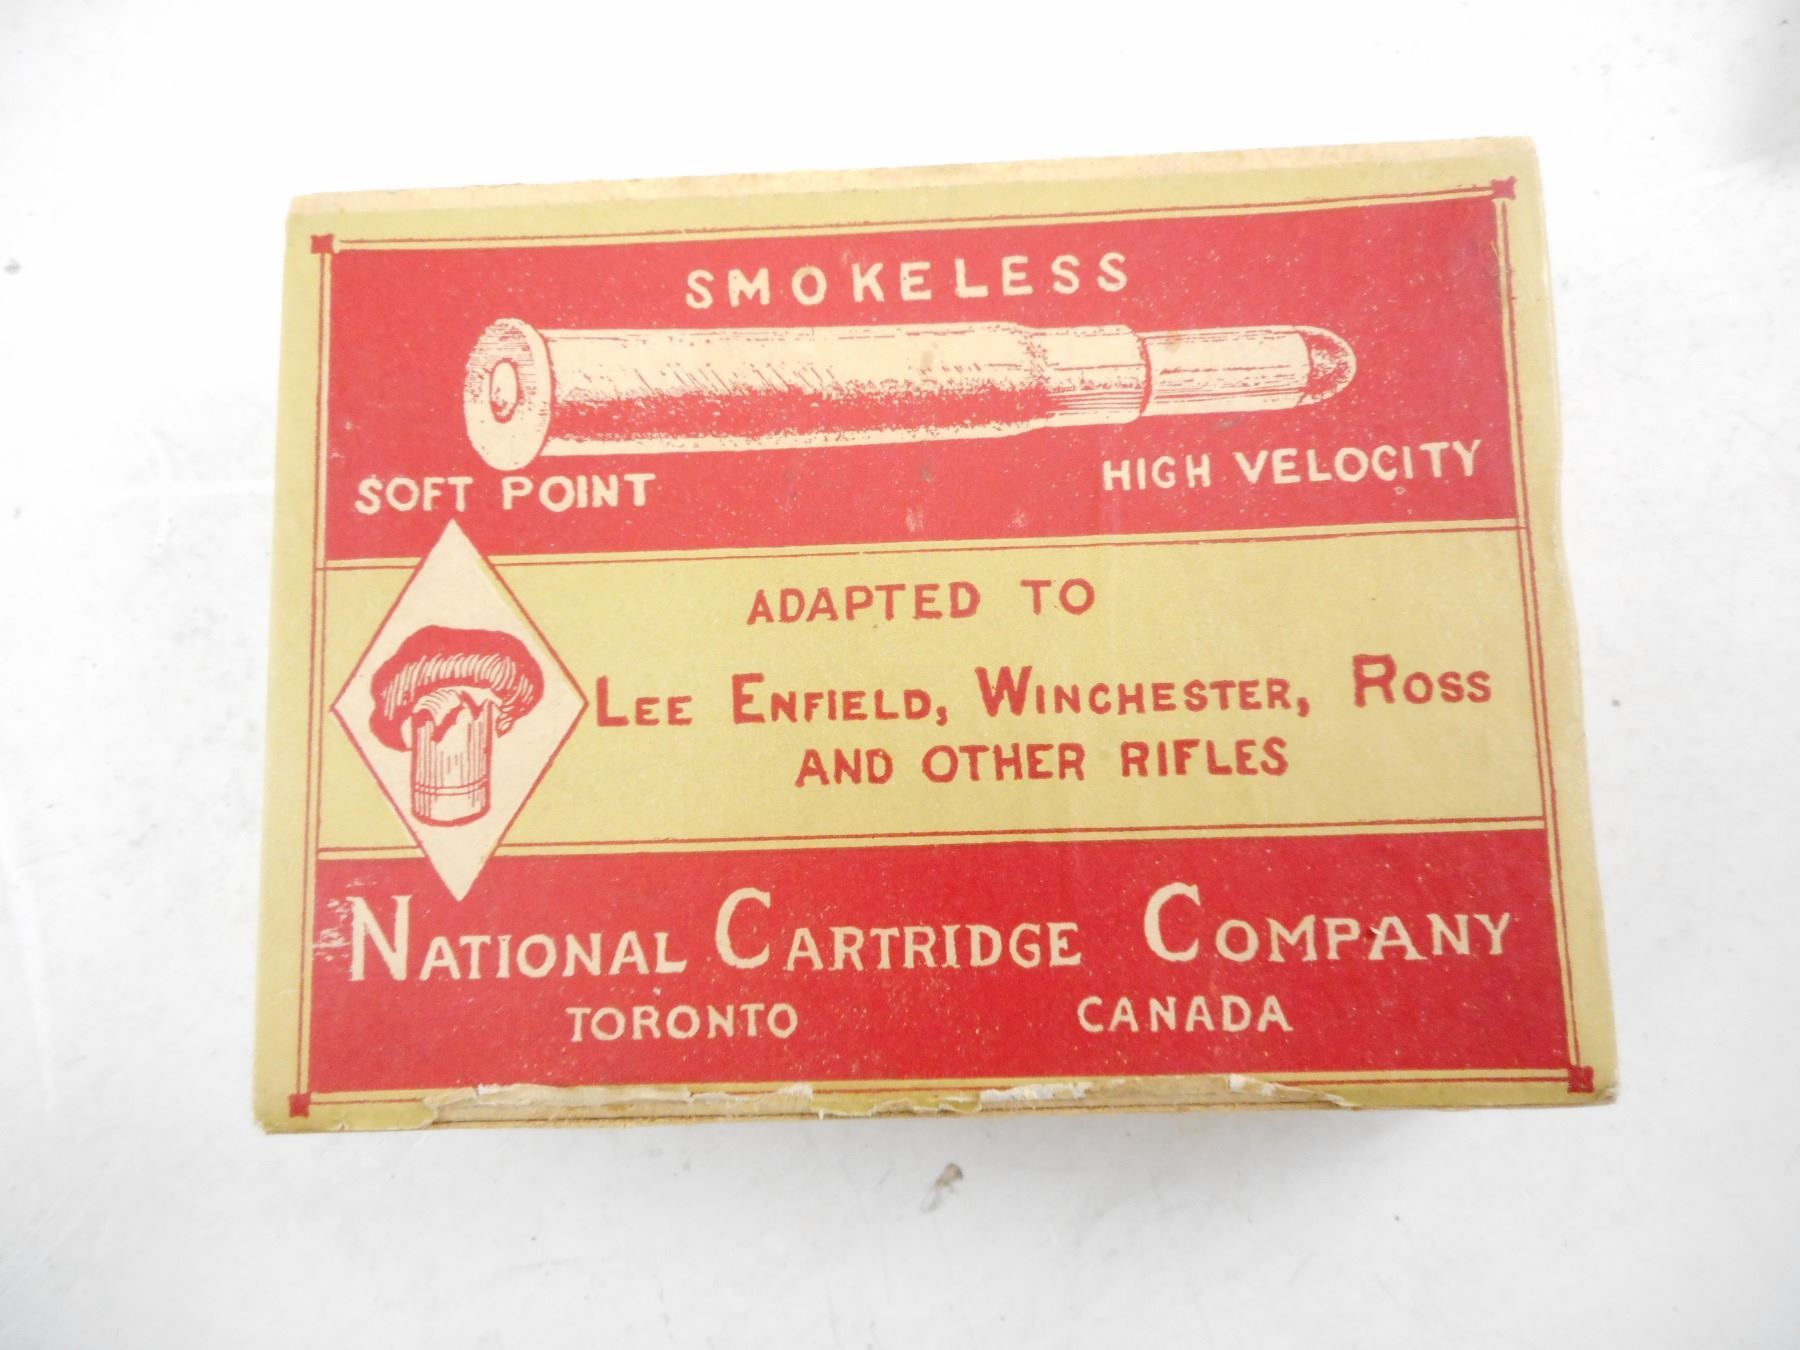 SMOKELESS
SOFT POINT HIGH VELOCITY
ADAPTED TO
LEE ENFIELD, WINCHESTER, ROSS
AND OTHER RIFLES
NATIONAL CARTRIDGE COMPANY
TORONTO CANADA